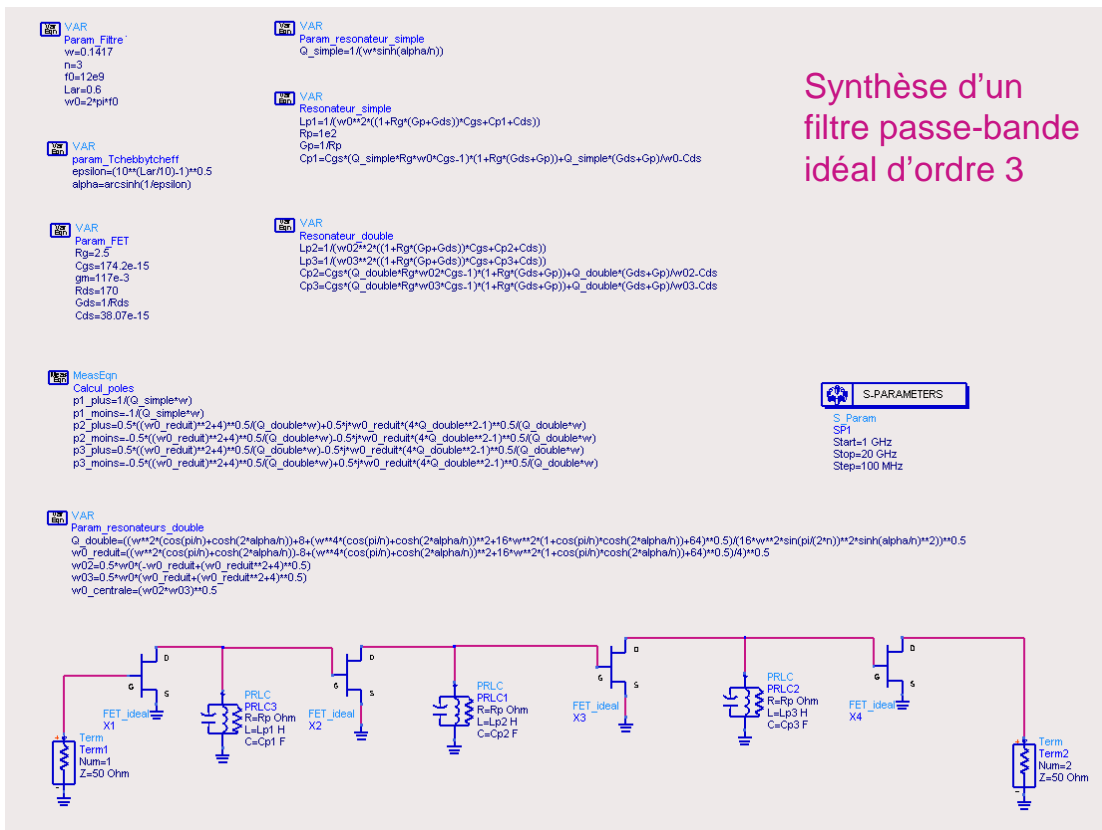 VAR
Param_Filtre`
w=0.1417
n=3
f0=12e9
Lar=0.6
w0=2*pi*f0
VAR
param_Tchebbytcheff
epsilon=(10**(Lar/10)-1)**0.5
alpha=arcsinh(1/epsilon)
VAR
Param_FET
Rg=2.5
Cgs=174.2e-15
gm=117e-3
Rds=170
Gds=1/Rds
Cds=38.07e-15
VAR
Param_resonateur_simple
Q_simple=1/(w*sinh(alpha/n))
VAR
Resonateur_simple
Lp1=1/(w0**2*((1+Rg*(Gp+Gds))*Cgs+Cp1+Cds))
Rp=1e2
Gp=1/Rp
Cp1=Cgs*(Q_simple*Rg*w0*Cgs-1)*(1+Rg*(Gds+Gp))+Q_simple*(Gds+Gp)/w0-Cds
VAR
Resonateur_double
Lp2=1/(w02**2*((1+Rg*(Gp+Gds))*Cgs+Cp2+Cds))
Lp3=1/(w03**2*((1+Rg*(Gp+Gds))*Cgs+Cp3+Cds))
Cp2=Cgs*(Q_double*Rg*w02*Cgs-1)*(1+Rg*(Gds+Gp))+Q_double*(Gds+Gp)/w02-Cds
Cp3=Cgs*(Q_double*Rg*w03*Cgs-1)*(1+Rg*(Gds+Gp))+Q_double*(Gds+Gp)/w03-Cds
Synthèse d’un
filtre passe-bande
idéal d’ordre 3
MeasEqn
Calcul_poles
p1_plus=1/(Q_simple*w)
p1_moins=-1/(Q_simple*w)
p2_plus=0.5*((w0_reduit)**2+4)**0.5/(Q_double*w)+0.5*j*w0_reduit*(4*Q_double**2-1)**0.5/(Q_double*w)
p2_moins=-0.5*((w0_reduit)**2+4)**0.5/(Q_double*w)-0.5*j*w0_reduit*(4*Q_double**2-1)**0.5/(Q_double*w)
p3_plus=0.5*((w0_reduit)**2+4)**0.5/(Q_double*w)-0.5*j*w0_reduit*(4*Q_double**2-1)**0.5/(Q_double*w)
p3_moins=-0.5*((w0_reduit)**2+4)**0.5/(Q_double*w)+0.5*j*w0_reduit*(4*Q_double**2-1)**0.5/(Q_double*w)
S-PARAMETERS
S_Param
SP1
Start=1 GHz
Stop=20 GHz
Step=100 MHz
VAR
Param_resonateurs_double
Q_double=((w**2*(cos(pi/n)+cosh(2*alpha/n))+8+(w**4*(cos(pi/n)+cosh(2*alpha/n))**2+16*w**2*(1+cos(pi/n)*cosh(2*alpha/n))+64)**0.5)/(16*w**2*sin(pi/(2*n))**2*sinh(alpha/n)**2))**0.5
w0_reduit=((w**2*(cos(pi/n)+cosh(2*alpha/n))-8+(w**4*(cos(pi/n)+cosh(2*alpha/n))**2+16*w**2*(1+cos(pi/n)*cosh(2*alpha/n))+64)**0.5)/4)**0.5
w02=0.5*w0*(-w0_reduit+(w0_reduit**2+4)**0.5)
w03=0.5*w0*(w0_reduit+(w0_reduit**2+4)**0.5)
w0_centrale=(w02*w03)**0.5
Term
Term1
Num=1
Z=50 Ohm
G
D
S
FET_ideal
X1
PRLC
PRLC3
R=Rp Ohm
L=Lp1 H
C=Cp1 F
G
D
S
FET_ideal
X2
PRLC
PRLC1
R=Rp Ohm
L=Lp2 H
C=Cp2 F
G
D
S
FET_ideal
X3
PRLC
PRLC2
R=Rp Ohm
L=Lp3 H
C=Cp3 F
G
D
S
FET_ideal
X4
Term
Term2
Num=2
Z=50 Ohm